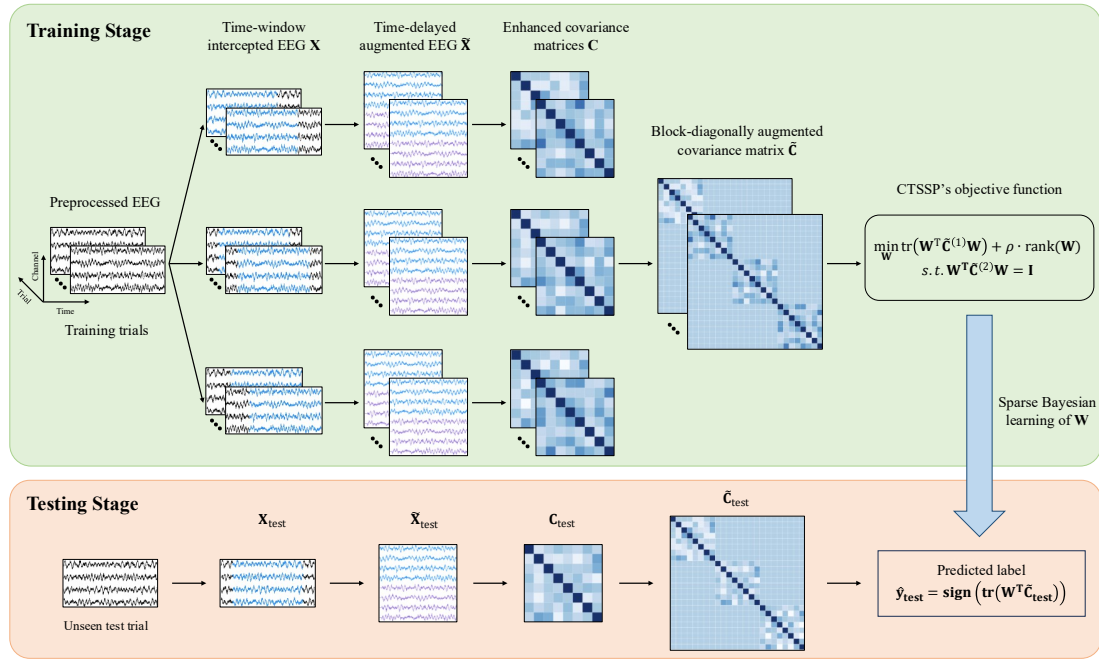 Training Stage
Time-window
intercepted EEG X
Time-delayed
augmented EEG X̃
Enhanced covariance
matrices C
Block-diagonally augmented
covariance matrix C̃
CTSSP's objective function
min tr(WᵀC̃⁽¹⁾W) + ρ · rank(W)
W
s.t. WᵀC̃⁽²⁾W = I
Preprocessed EEG
Channel
Trial
Time
Training trials
Sparse Bayesian
learning of W
Testing Stage
X_test
X̃_test
C_test
C̃_test
Unseen test trial
Predicted label
ŷ_test = sign (tr(WᵀC̃_test))